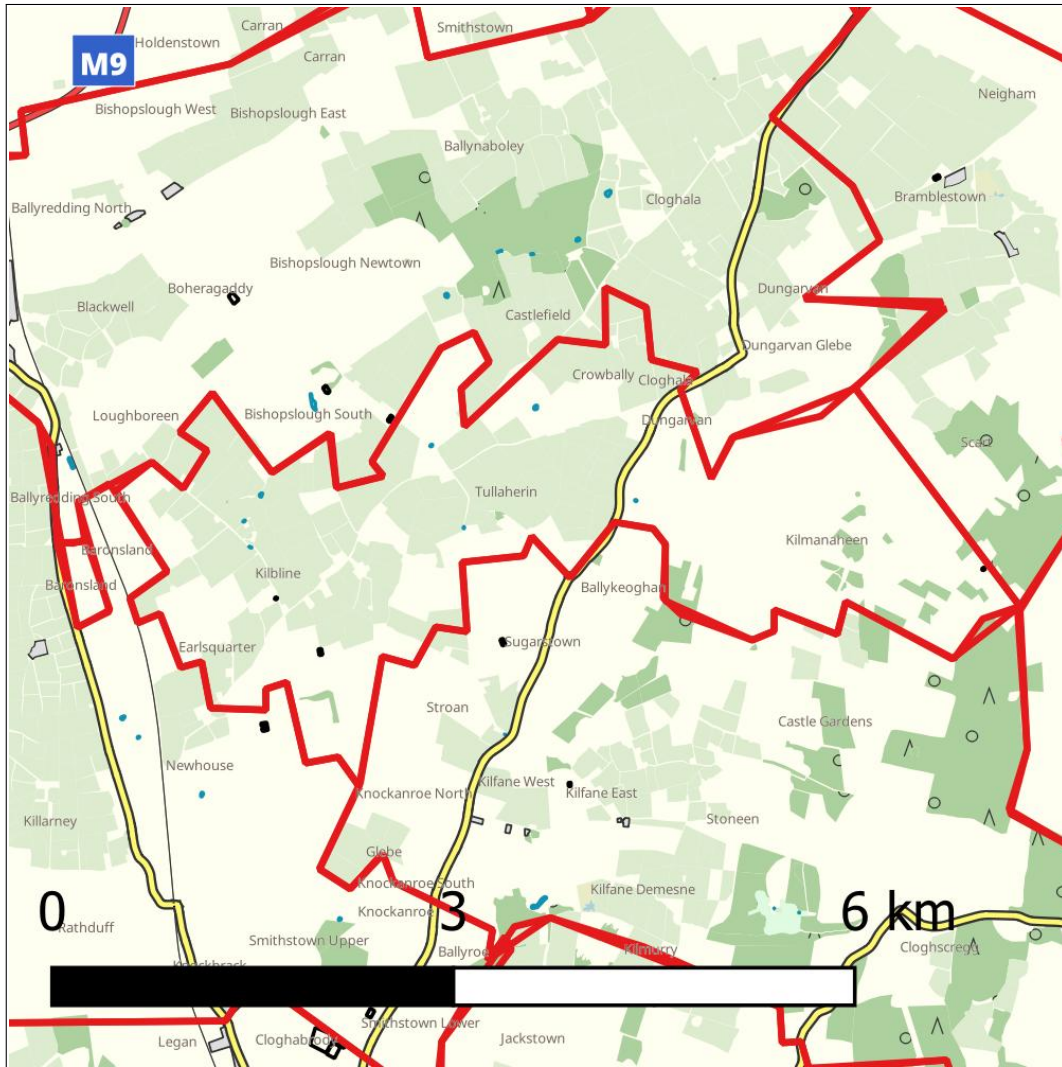 Carran
Smithstown
Holdenstown
Carran
M9
Neigham
Bishopslough West
Bishopslough East
Ballynaboley
Bramblestown
Cloghala
Ballyredding North
Bishopslough Newtown
Boheragaddy
Dungarvan
Blackwell
Castlefield
Dungarvan Glebe
Crowbally
Cloghala
Loughboreen
Bishopslough South
Dungarvan
Scart
Tullaherin
Ballyredding South
Kilmanaheen
Baronsland
Kilbline
Baronsland
Ballykeoghan
Earlsquarter
Sugarstown
Stroan
Castle Gardens
Newhouse
Kilfane West
Kilfane East
Knockanroe North
Killarney
Stoneen
Glebe
Knockanroe South
Kilfane Demesne
0
3
6 km
Knockanroe
Rathduff
Smithstown Upper
Ballyroe
Kilmurry
Cloghscregg
Knockbrack
Smithstown Lower
Legan
Cloghabrody
Jackstown